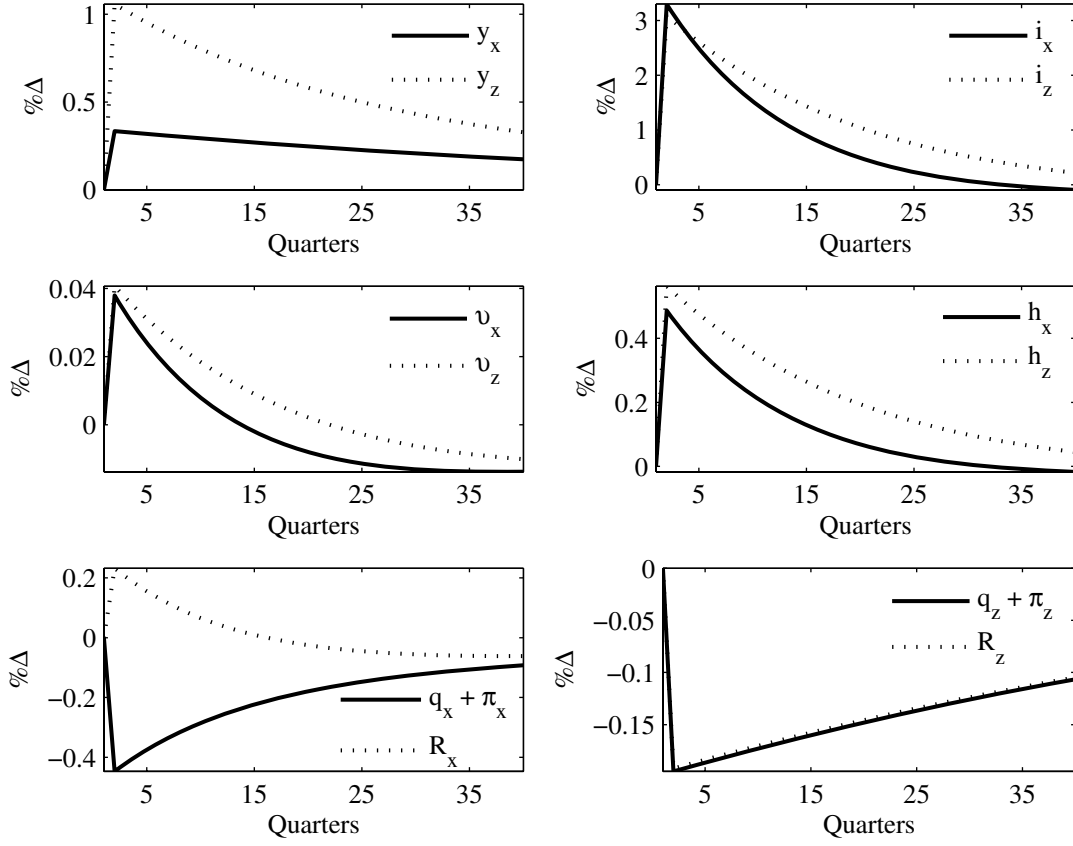 %Δ
1
0.5
0
y_x
y_z
5 15 25 35
Quarters
%Δ
3
2
1
0
i_x
i_z
5 15 25 35
Quarters
%Δ
0.04
0.02
0
υ_x
υ_z
5 15 25 35
Quarters
%Δ
0.4
0.2
0
h_x
h_z
5 15 25 35
Quarters
%Δ
0.2
0
−0.2
−0.4
q_x + π_x
R_x
5 15 25 35
Quarters
%Δ
0
−0.05
−0.1
−0.15
q_z + π_z
R_z
5 15 25 35
Quarters